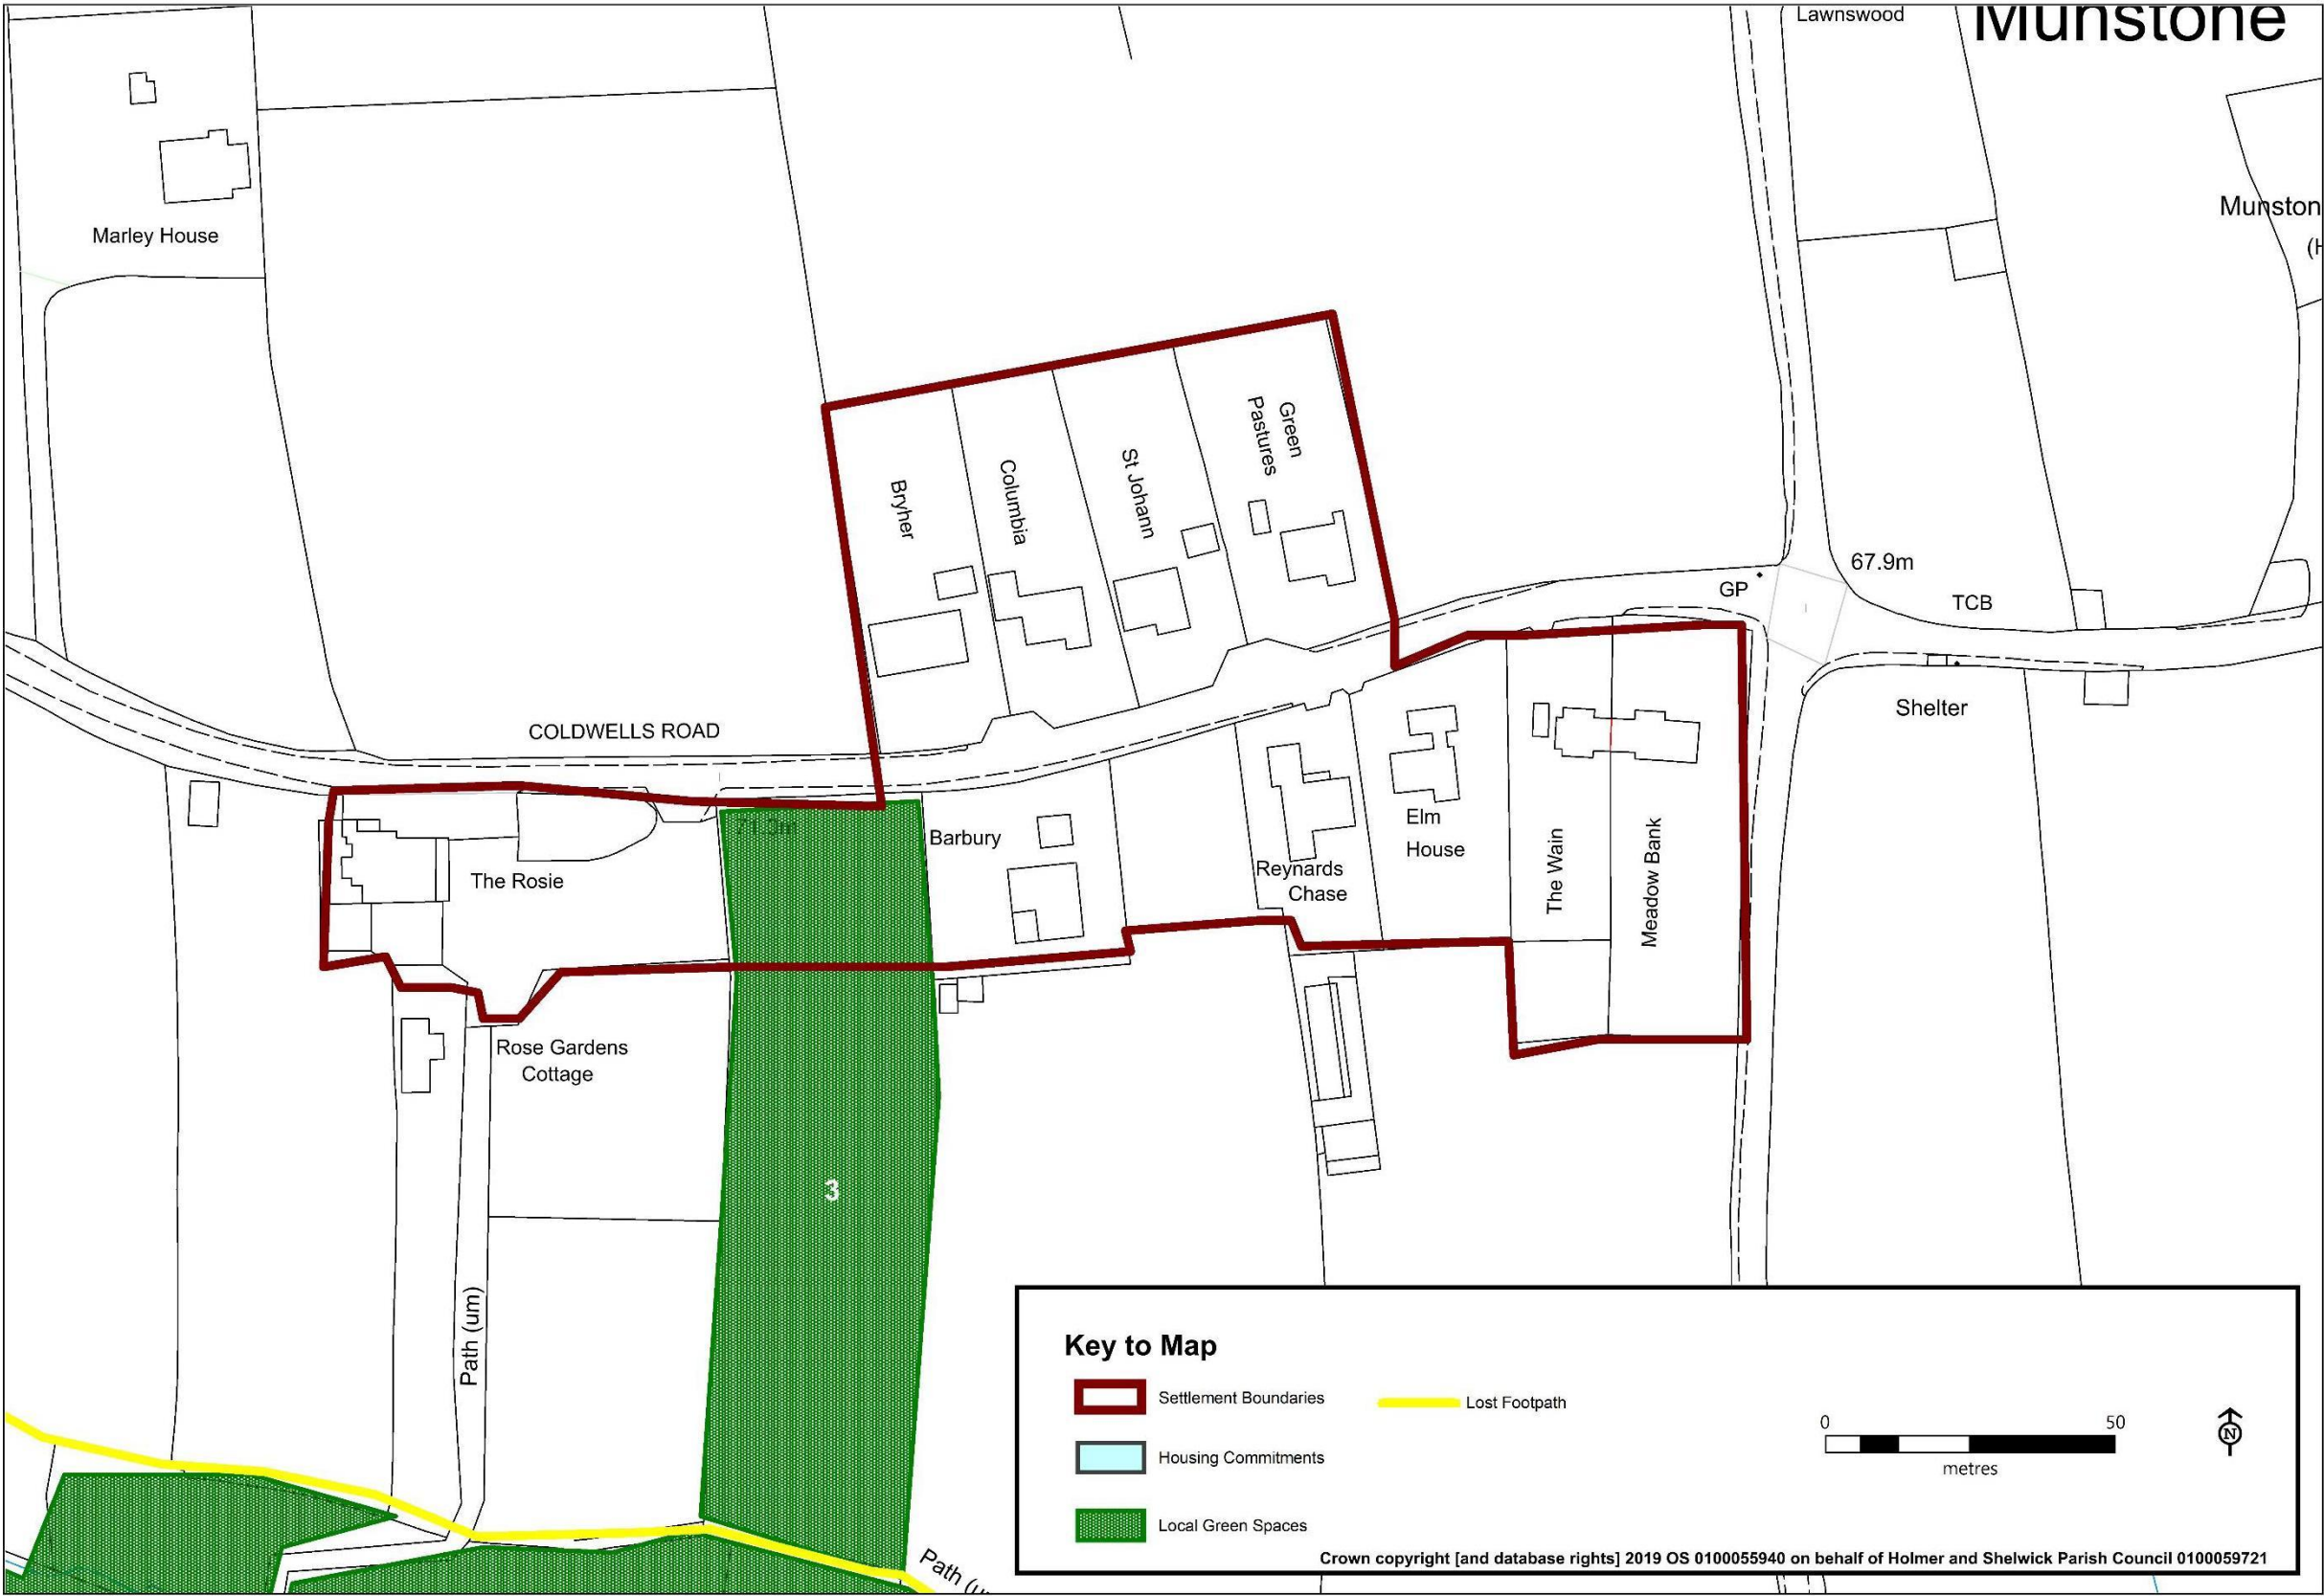 Lawnswood
Munstone
Marley House
Munston
(H
Green
Pastures
St Johann
Columbia
Bryher
67.9m
GP
TCB
Shelter
COLDWELLS ROAD
71.3m
Barbury
The Rosie
Elm
House
Reynards
Chase
The Wain
Meadow Bank
Rose Gardens
Cottage
3
Path (um)
Path (u
Key to Map
Settlement Boundaries
Lost Footpath
Housing Commitments
Local Green Spaces
0 50
metres
N
Crown copyright [and database rights] 2019 OS 0100055940 on behalf of Holmer and Shelwick Parish Council 0100059721